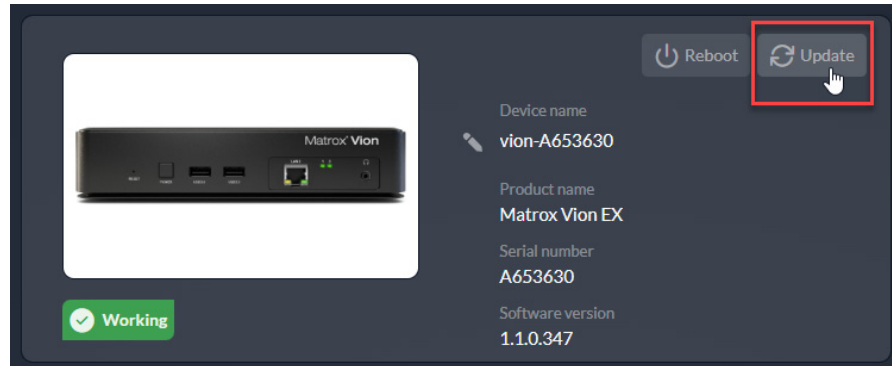 Reboot
Update
Matrox Vion
Device name
vion-A653630
Product name
Matrox Vion EX
Serial number
A653630
Software version
1.1.0.347
Working